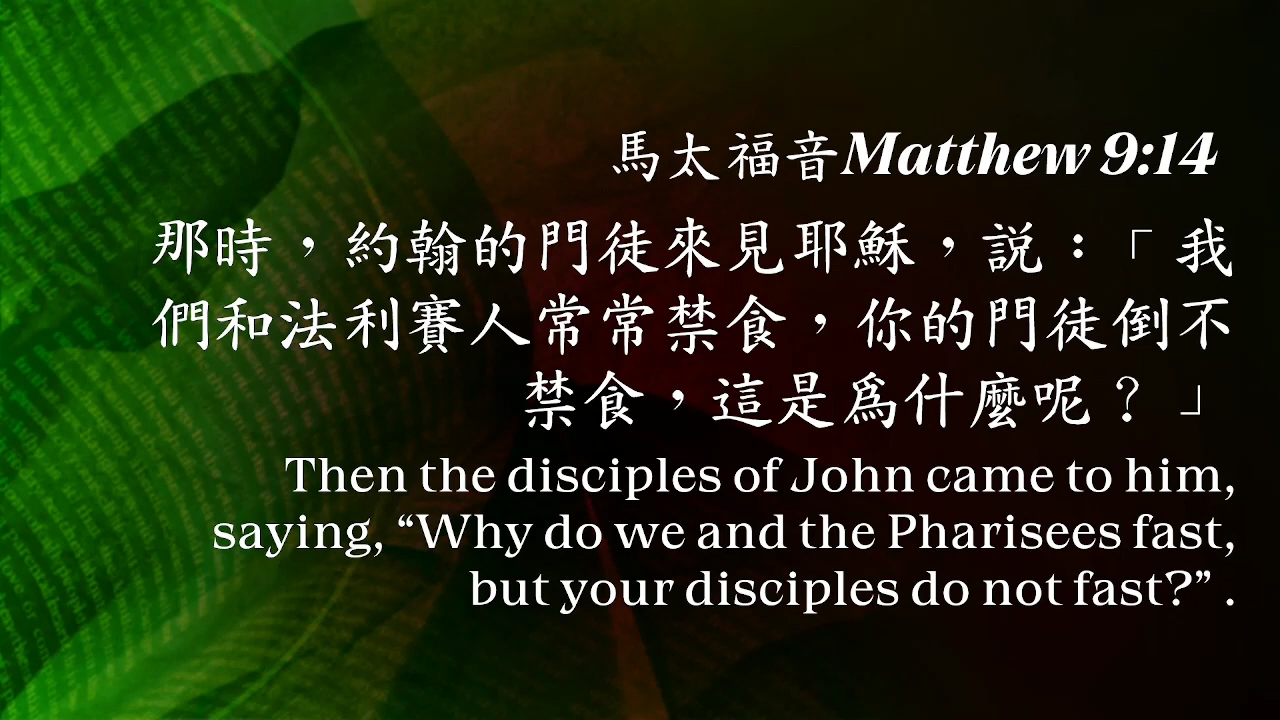 馬太福音Matthew 9:14
那時，約翰的門徒來見耶穌，説：「我
們和法利賽人常常禁食，你的門徒倒不
禁食，這是爲什麼呢？」
Then the disciples of John came to him,
saying, “Why do we and the Pharisees fast,
but your disciples do not fast?” .